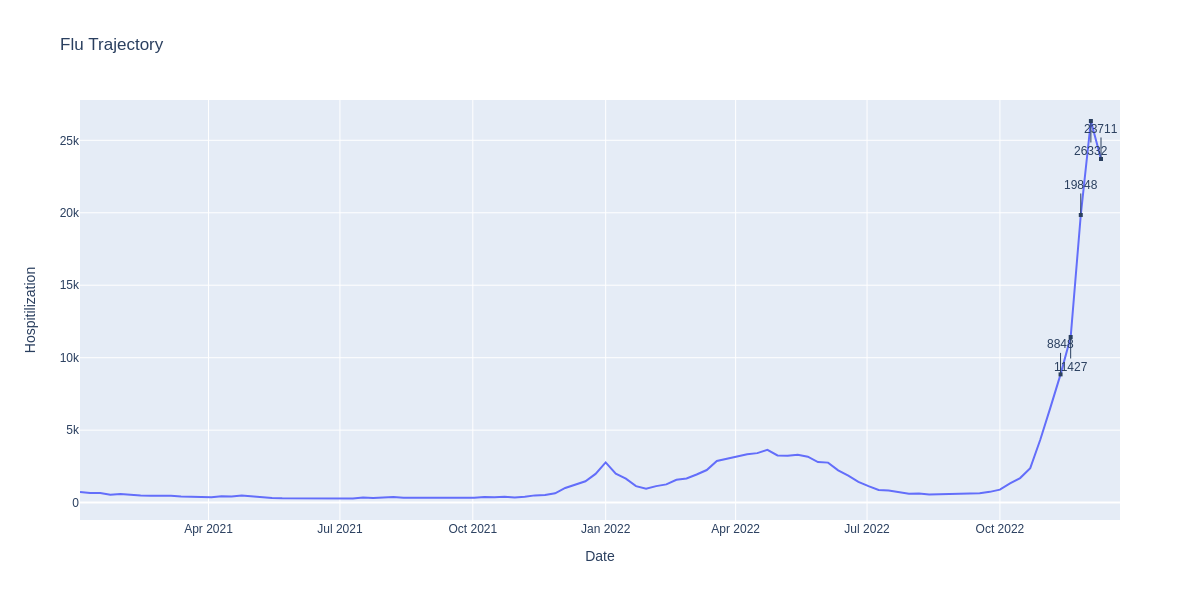 Flu Trajectory
25k
20k
15k
10k
5k
0
Hospitilization
23711
26332
19848
8848
11427
Apr 2021
Jul 2021
Oct 2021
Jan 2022
Apr 2022
Jul 2022
Oct 2022
Date